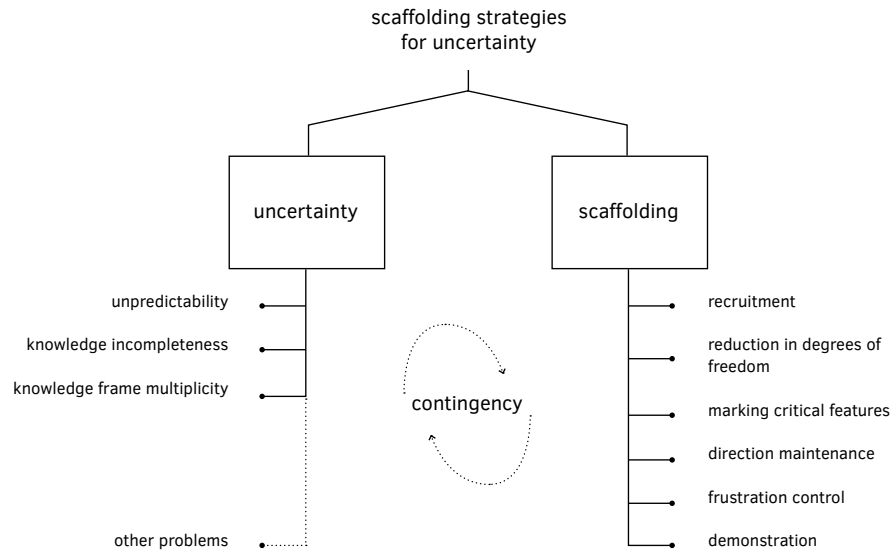 scaffolding strategies
for uncertainty
uncertainty
scaffolding
unpredictability
knowledge incompleteness
knowledge frame multiplicity
other problems
contingency
recruitment
reduction in degrees of
freedom
marking critical features
direction maintenance
frustration control
demonstration